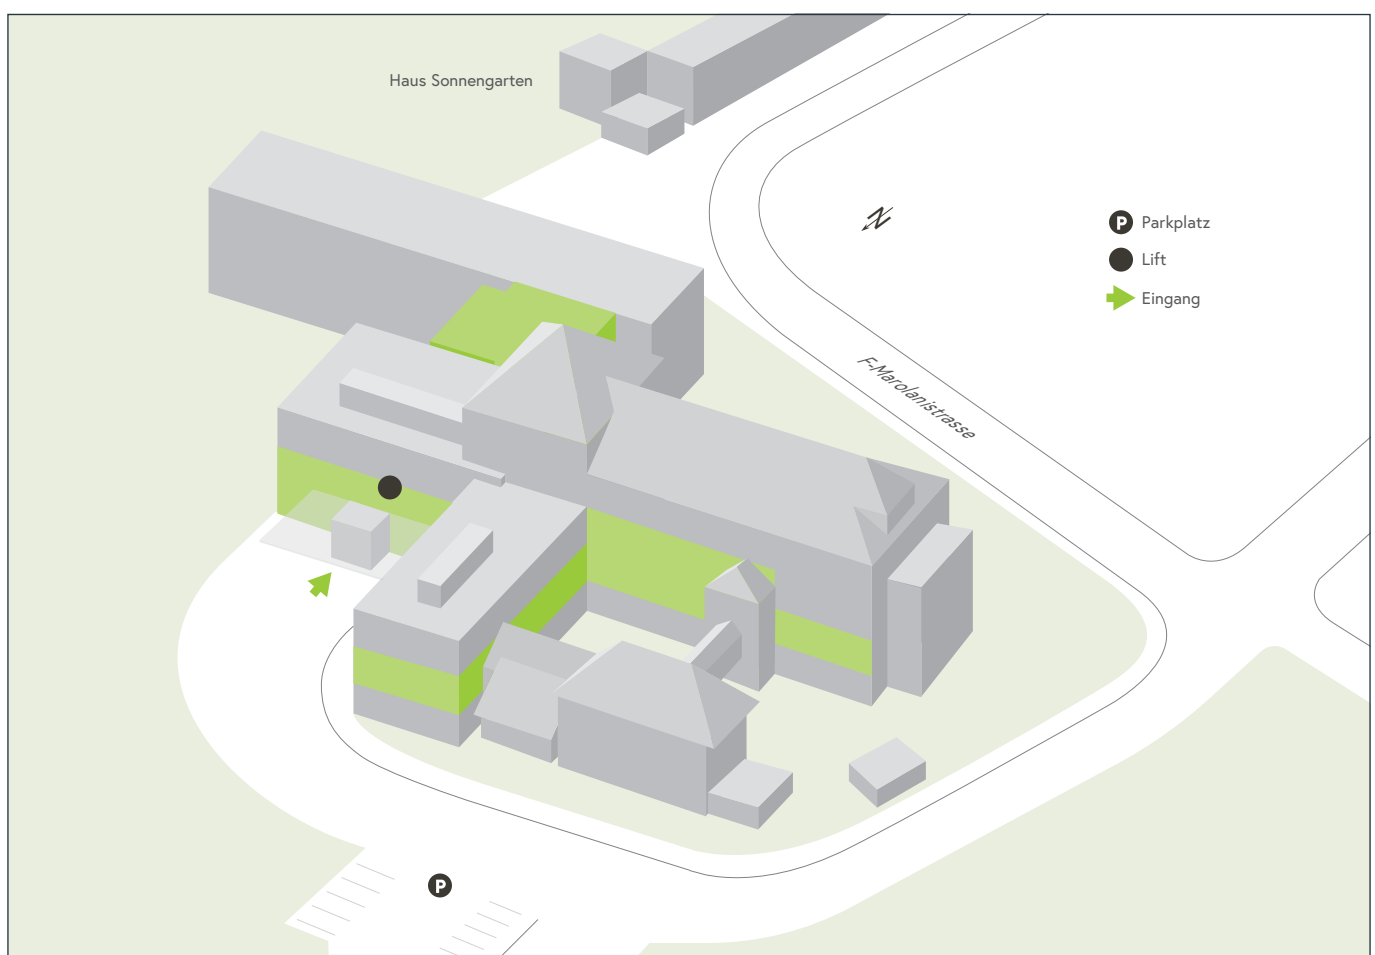 Haus Sonnengarten
N
P Parkplatz
Lift
Eingang
F-Marolanistrasse
P